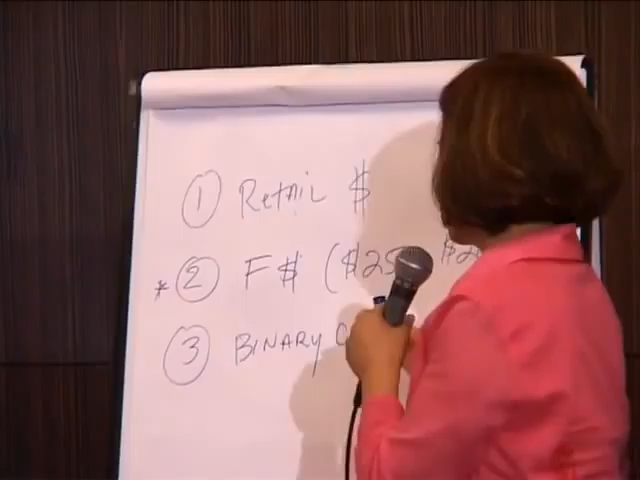 ① Retail $
* ② F$ ($25
③ BINARY